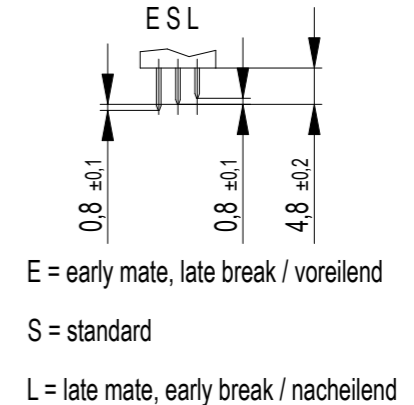 E S L
0,8 ±0,1
0,8 ±0,1
4,8 ±0,2
E = early mate, late break / voreilend
S = standard
L = late mate, early break / nacheilend